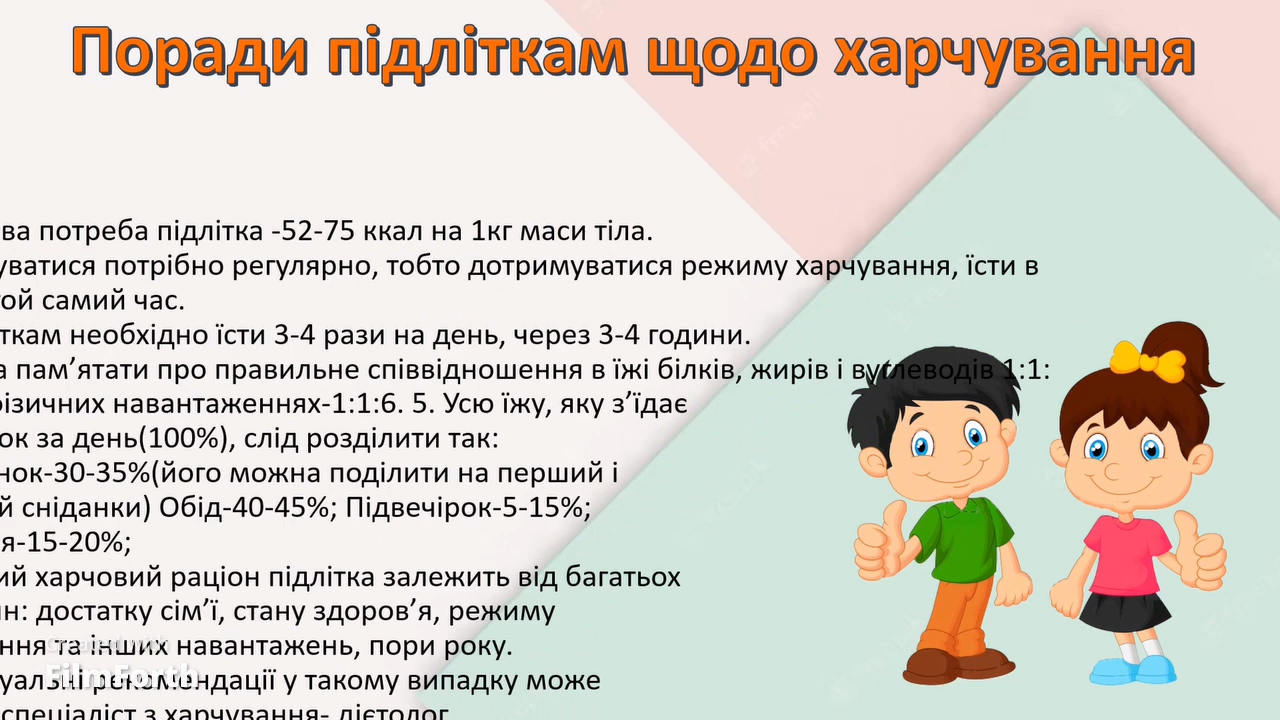 Поради підліткам щодо харчування
ва потреба підлітка -52-75 ккал на 1кг маси тіла.
уватися потрібно регулярно, тобто дотримуватися режиму харчування, їсти в
той самий час.
ткам необхідно їсти 3-4 рази на день, через 3-4 години.
а пам’ятати про правильне співвідношення в їжі білків, жирів і вуглеводів 1:1:
фізичних навантаженнях-1:1:6. 5. Усю їжу, яку з’їдає
ок за день(100%), слід розділити так:
нок-30-35%(його можна поділити на перший і
й сніданки) Обід-40-45%; Підвечірок-5-15%;
я-15-20%;
ий харчовий раціон підлітка залежить від багатьох
ин: достатку сім’ї, стану здоров’я, режиму
ння та інших навантажень, пори року.
уальні рекомендації у такому випадку може
спеціаліст з харчування- дієтолог
Created with
FilmForth